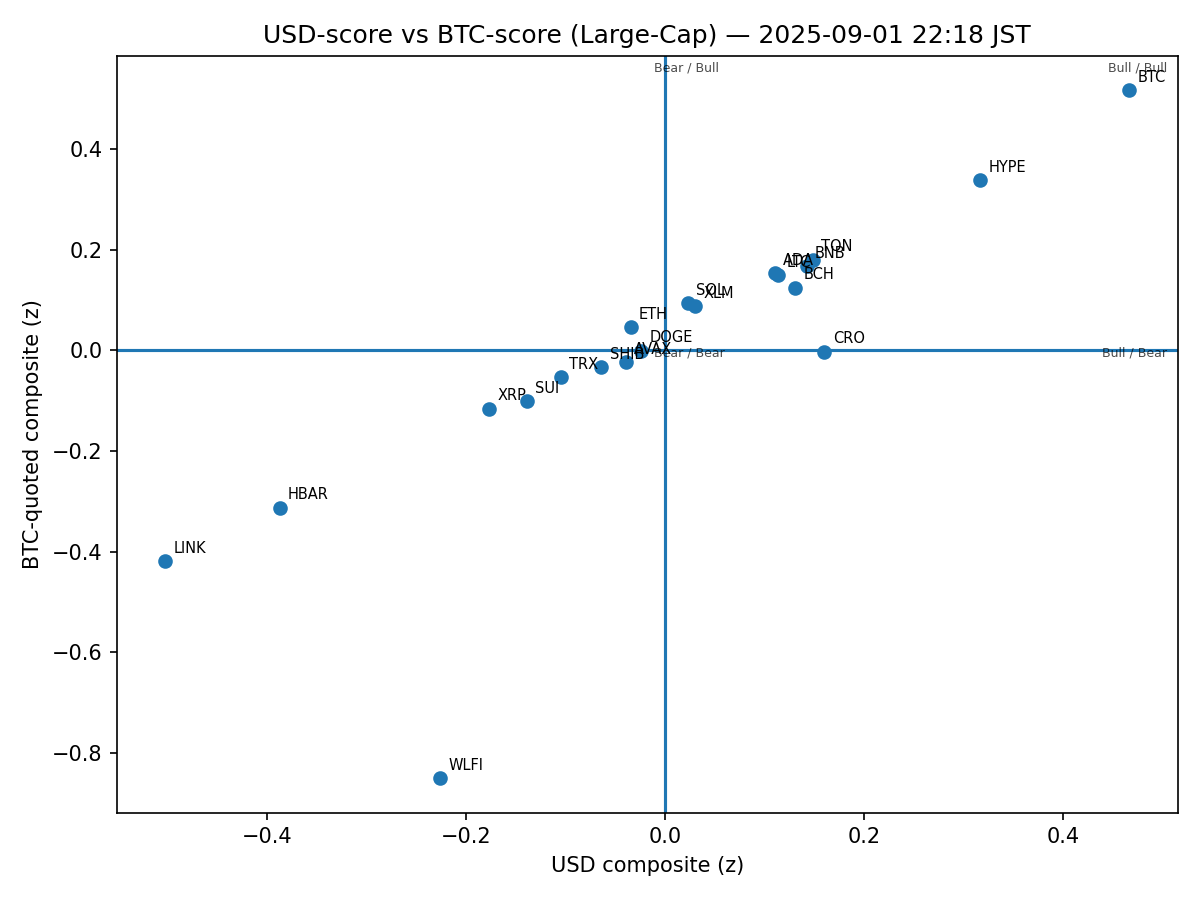 USD-score vs BTC-score (Large-Cap) — 2025-09-01 22:18 JST
Bear / Bull
Bull / Bull
BTC
HYPE
TON
BNB
ADA
LTC
BCH
SOL
XLM
ETH
DOGE
CRO
AVAX
SHIB
Bear / Bear
Bull / Bear
TRX
SUI
XRP
HBAR
LINK
WLFI
0.4
0.2
0.0
−0.2
−0.4
−0.6
−0.8
BTC-quoted composite (z)
−0.4
−0.2
0.0
0.2
0.4
USD composite (z)